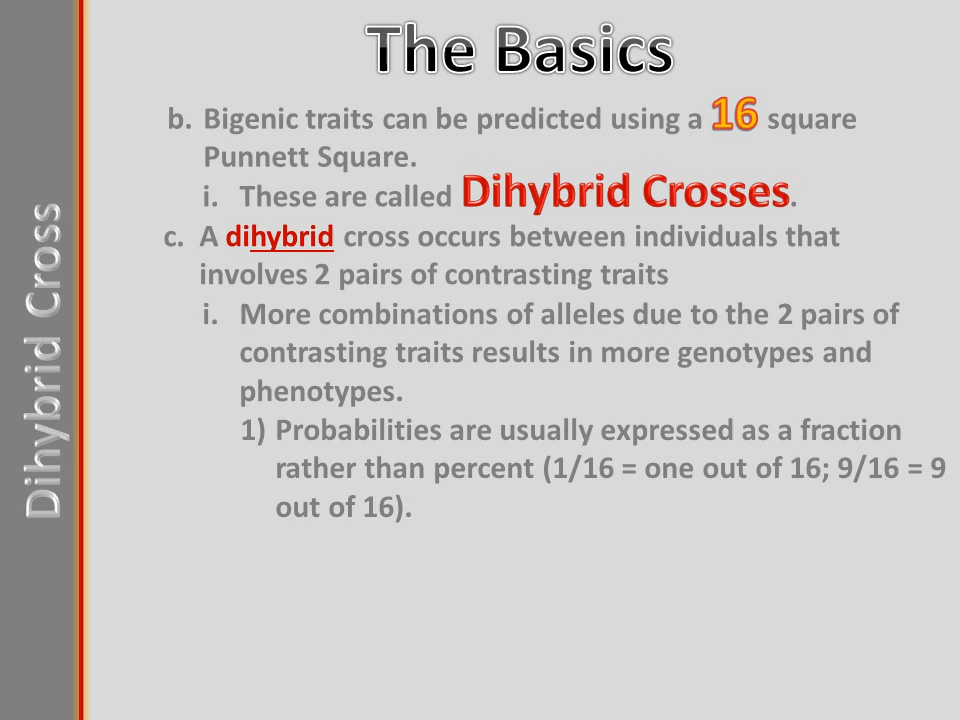 The Basics
b. Bigenic traits can be predicted using a 16 square
Punnett Square.
i. These are called Dihybrid Crosses.
c. A dihybrid cross occurs between individuals that
involves 2 pairs of contrasting traits
i. More combinations of alleles due to the 2 pairs of
contrasting traits results in more genotypes and
phenotypes.
1) Probabilities are usually expressed as a fraction
rather than percent (1/16 = one out of 16; 9/16 = 9
out of 16).
Dihybrid Cross